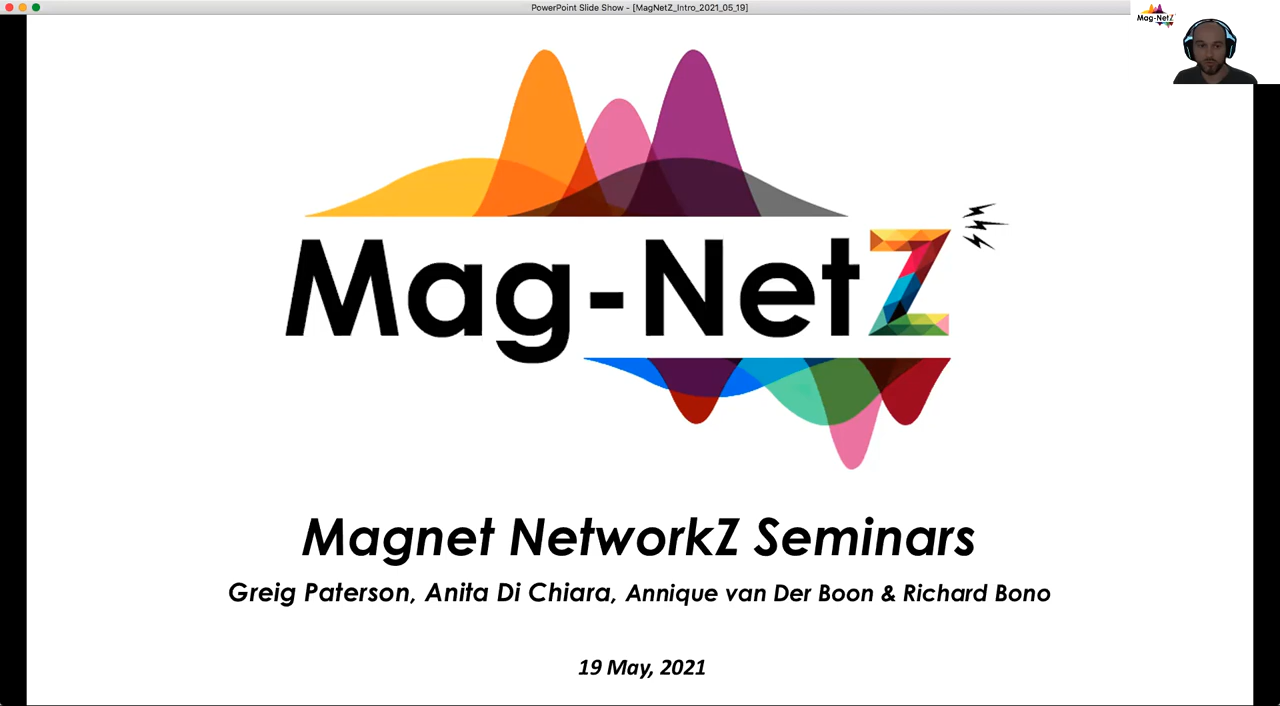 PowerPoint Slide Show - [MagNetZ_Intro_2021_05_19]
Mag-NetZ
Mag-NetZ
Magnet NetworkZ Seminars
Greig Paterson, Anita Di Chiara, Annique van Der Boon & Richard Bono
19 May, 2021